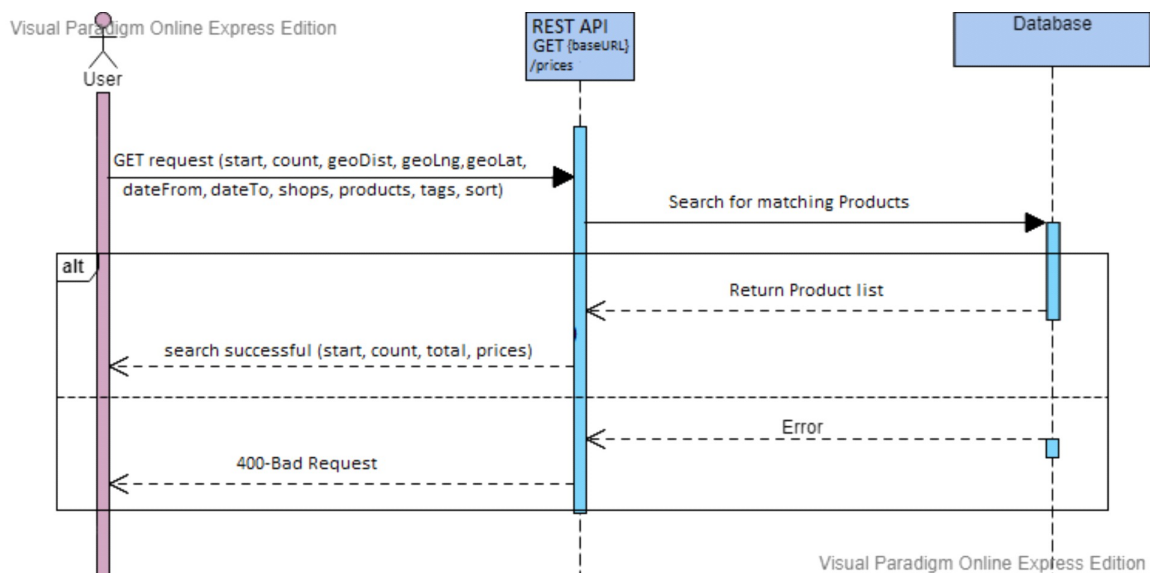 Visual Paradigm Online Express Edition
User
REST API
GET {baseURL}
/prices
Database
GET request (start, count, geoDist, geoLng,geoLat,
dateFrom, dateTo, shops, products, tags, sort)
Search for matching Products
alt
Return Product list
search successful (start, count, total, prices)
Error
400-Bad Request
Visual Paradigm Online Express Edition